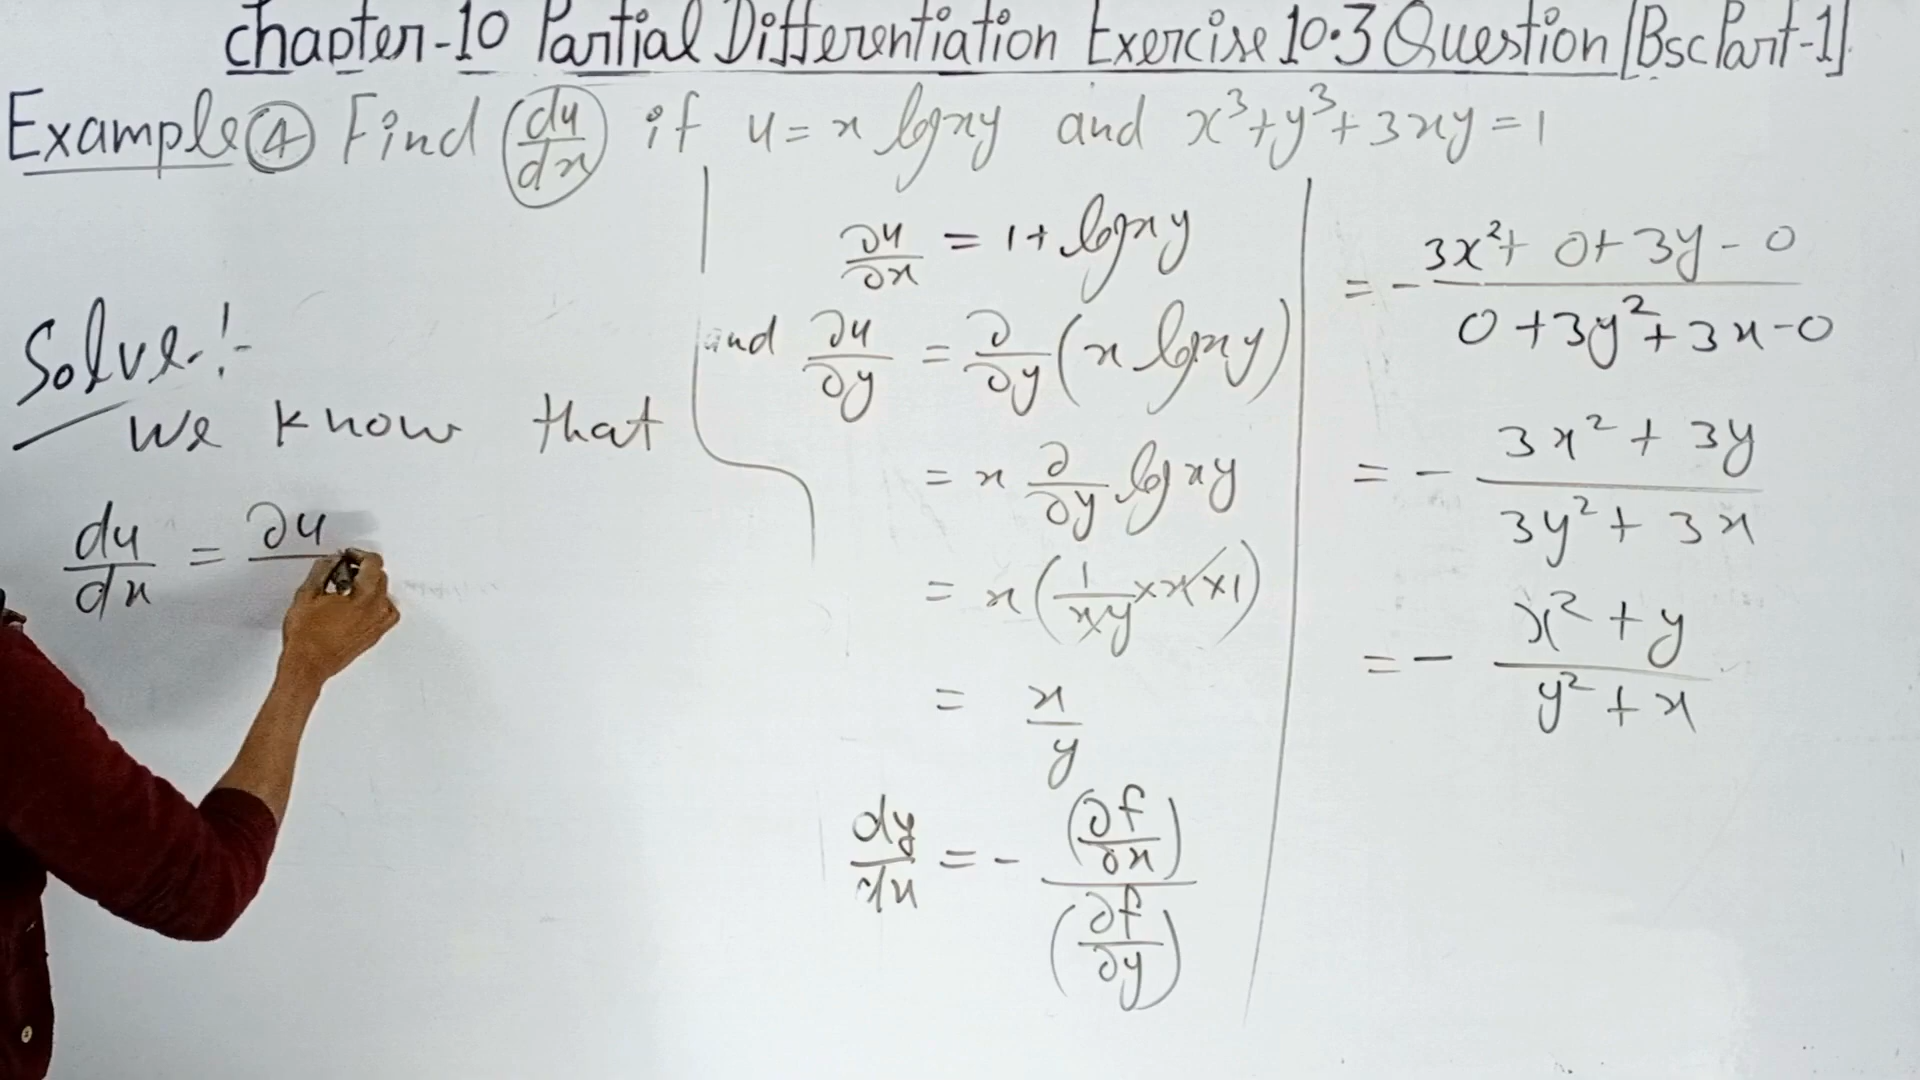 Chapter-10 Partial Differentiation Exercise 10.3 Question [Bsc Part-1]
Example ④ Find (du/dx) if u = x log xy and x³+y³+3xy = 1
Solve!-
We know that
du/dx = ∂u
∂u/∂x = 1 + log xy
and ∂u/∂y = ∂/∂y (x log xy)
= x ∂/∂y log xy
= x (1/xy × x × 1)
= x/y
dy/dx = - (∂f/∂x) / (∂f/∂y)
= - 3x² + 0 + 3y - 0 / 0 + 3y² + 3x - 0
= - 3x² + 3y / 3y² + 3x
= - x² + y / y² + x